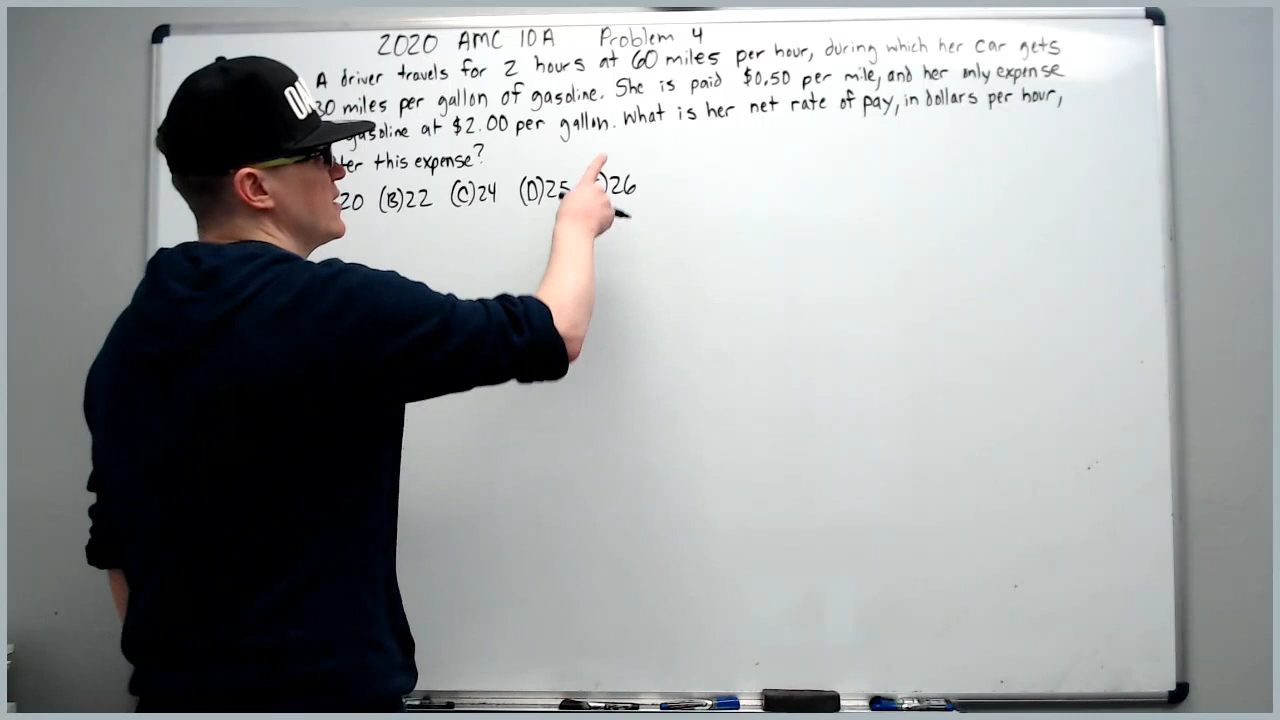 2020 AMC 10A Problem 4
A driver travels for 2 hours at 60 miles per hour, during which her car gets
30 miles per gallon of gasoline. She is paid $0.50 per mile, and her only expense
gasoline at $2.00 per gallon. What is her net rate of pay, in dollars per hour,
this expense?
20 (B)22 (C)24 (D)25 26